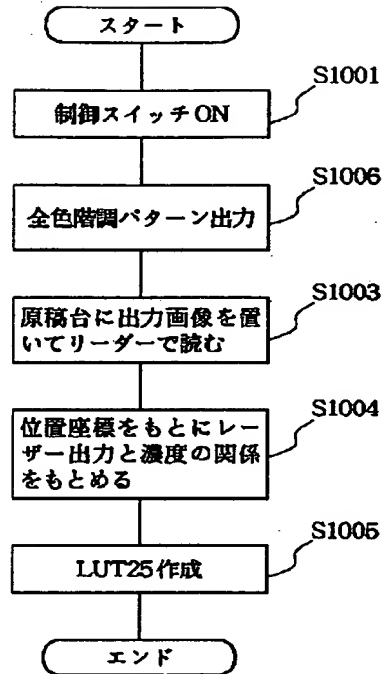 スタート
S1001
制御スイッチON
S1006
全色階調パターン出力
S1003
原稿台に出力画像を置
いてリーダーで読む
S1004
位置座標をもとにレー
ザー出力と濃度の関係
をもとめる
S1005
LUT25作成
エンド